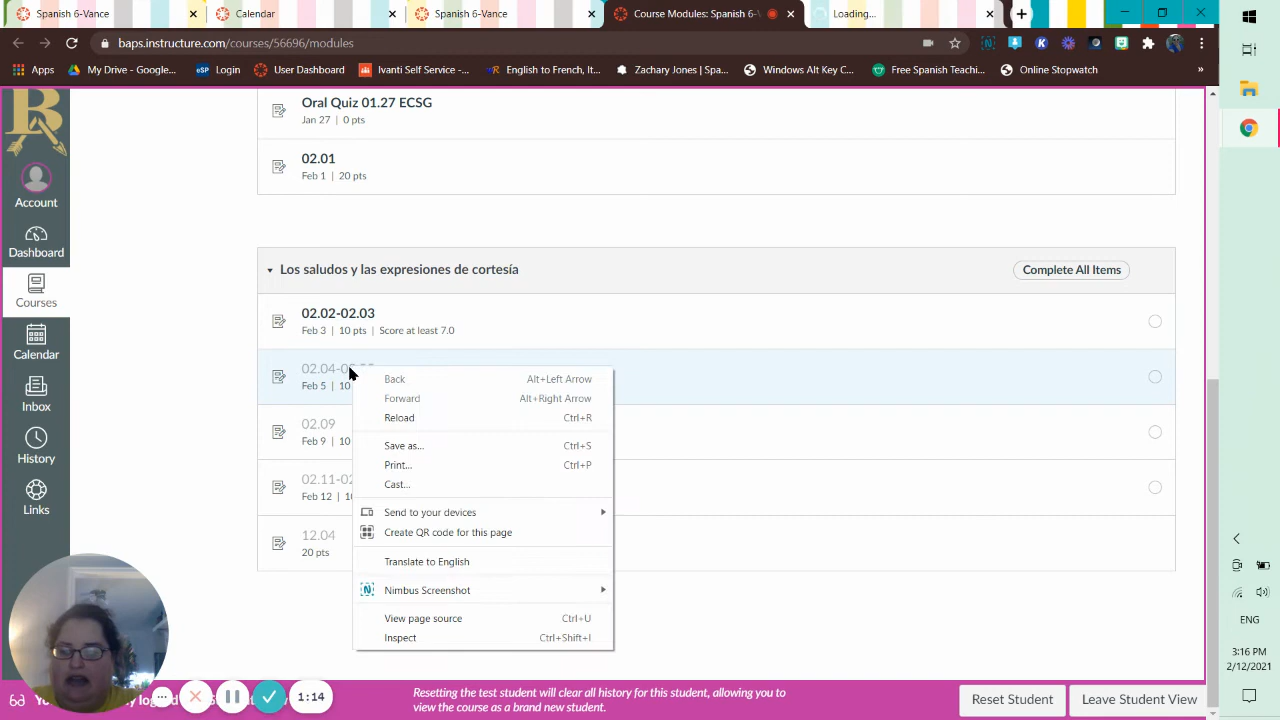 Spanish 6-Vance
Calendar
Spanish 6-Vance
Course Modules: Spanish 6-
Loading...
baps.instructure.com/courses/56696/modules
Apps
My Drive - Google...
Login
User Dashboard
Ivanti Self Service -...
English to French, It...
Zachary Jones | Spa...
Windows Alt Key C...
Free Spanish Teachi...
Online Stopwatch
»
B
Account
Dashboard
Courses
Calendar
Inbox
History
Links
Oral Quiz 01.27 ECSG
Jan 27 | 0 pts
02.01
Feb 1 | 20 pts
Los saludos y las expresiones de cortesía
Complete All Items
02.02-02.03
Feb 3 | 10 pts | Score at least 7.0
02.04-
Feb 5 | 10
02.09
Feb 9 | 10
02.11-02
Feb 12 | 10
12.04
20 pts
Back Alt+Left Arrow
Forward Alt+Right Arrow
Reload Ctrl+R
Save as... Ctrl+S
Print... Ctrl+P
Cast...
Send to your devices
Create QR code for this page
Translate to English
Nimbus Screenshot
View page source Ctrl+U
Inspect Ctrl+Shift+I
1:14
Resetting the test student will clear all history for this student, allowing you to
view the course as a brand new student.
Reset Student
Leave Student View
ENG
3:16 PM
2/12/2021